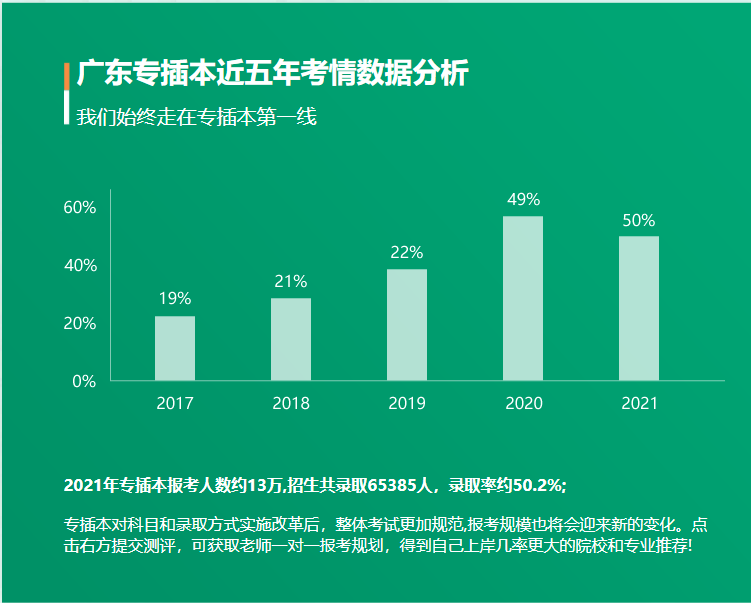 广东专插本近五年考情数据分析
我们始终走在专插本第一线
60%
40%
20%
0%
19%
21%
22%
49%
50%
2017
2018
2019
2020
2021
2021年专插本报考人数约13万,招生共录取65385人，录取率约50.2%;
专插本对科目和录取方式实施改革后，整体考试更加规范,报考规模也将会迎来新的变化。点
击右方提交测评，可获取老师一对一报考规划，得到自己上岸几率更大的院校和专业推荐!